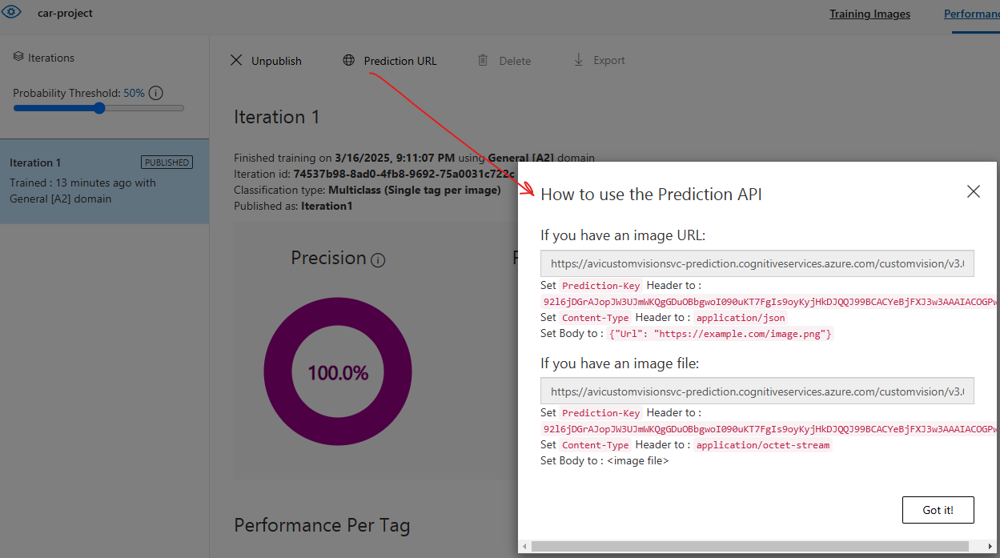 car-project
Training Images
Performanc
Iterations
Probability Threshold: 50%
Iteration 1
PUBLISHED
Trained : 13 minutes ago with
General [A2] domain
Unpublish
Prediction URL
Delete
Export
Iteration 1
Finished training on 3/16/2025, 9:11:07 PM using General [A2] domain
Iteration id: 74537b98-8ad0-4fb8-9692-75a0031c722c
Classification type: Multiclass (Single tag per image)
Published as: Iteration1
Precision
100.0%
Performance Per Tag
How to use the Prediction API
If you have an image URL:
https://avicustomvisionsvc-prediction.cognitiveservices.azure.com/customvision/v3.
Set Prediction-Key Header to :
92l6jDGrAJopJW3UJmWKQgGDuOBbgwoI090uKT7FgIs9oyKyjHkDJQQJ99BCACYeBjFXJ3w3AAAIACOGPw
Set Content-Type Header to : application/json
Set Body to : {"Url": "https://example.com/image.png"}
If you have an image file:
https://avicustomvisionsvc-prediction.cognitiveservices.azure.com/customvision/v3.
Set Prediction-Key Header to :
92l6jDGrAJopJW3UJmWKQgGDuOBbgwoI090uKT7FgIs9oyKyjHkDJQQJ99BCACYeBjFXJ3w3AAAIACOGPw
Set Content-Type Header to : application/octet-stream
Set Body to : <image file>
Got it!